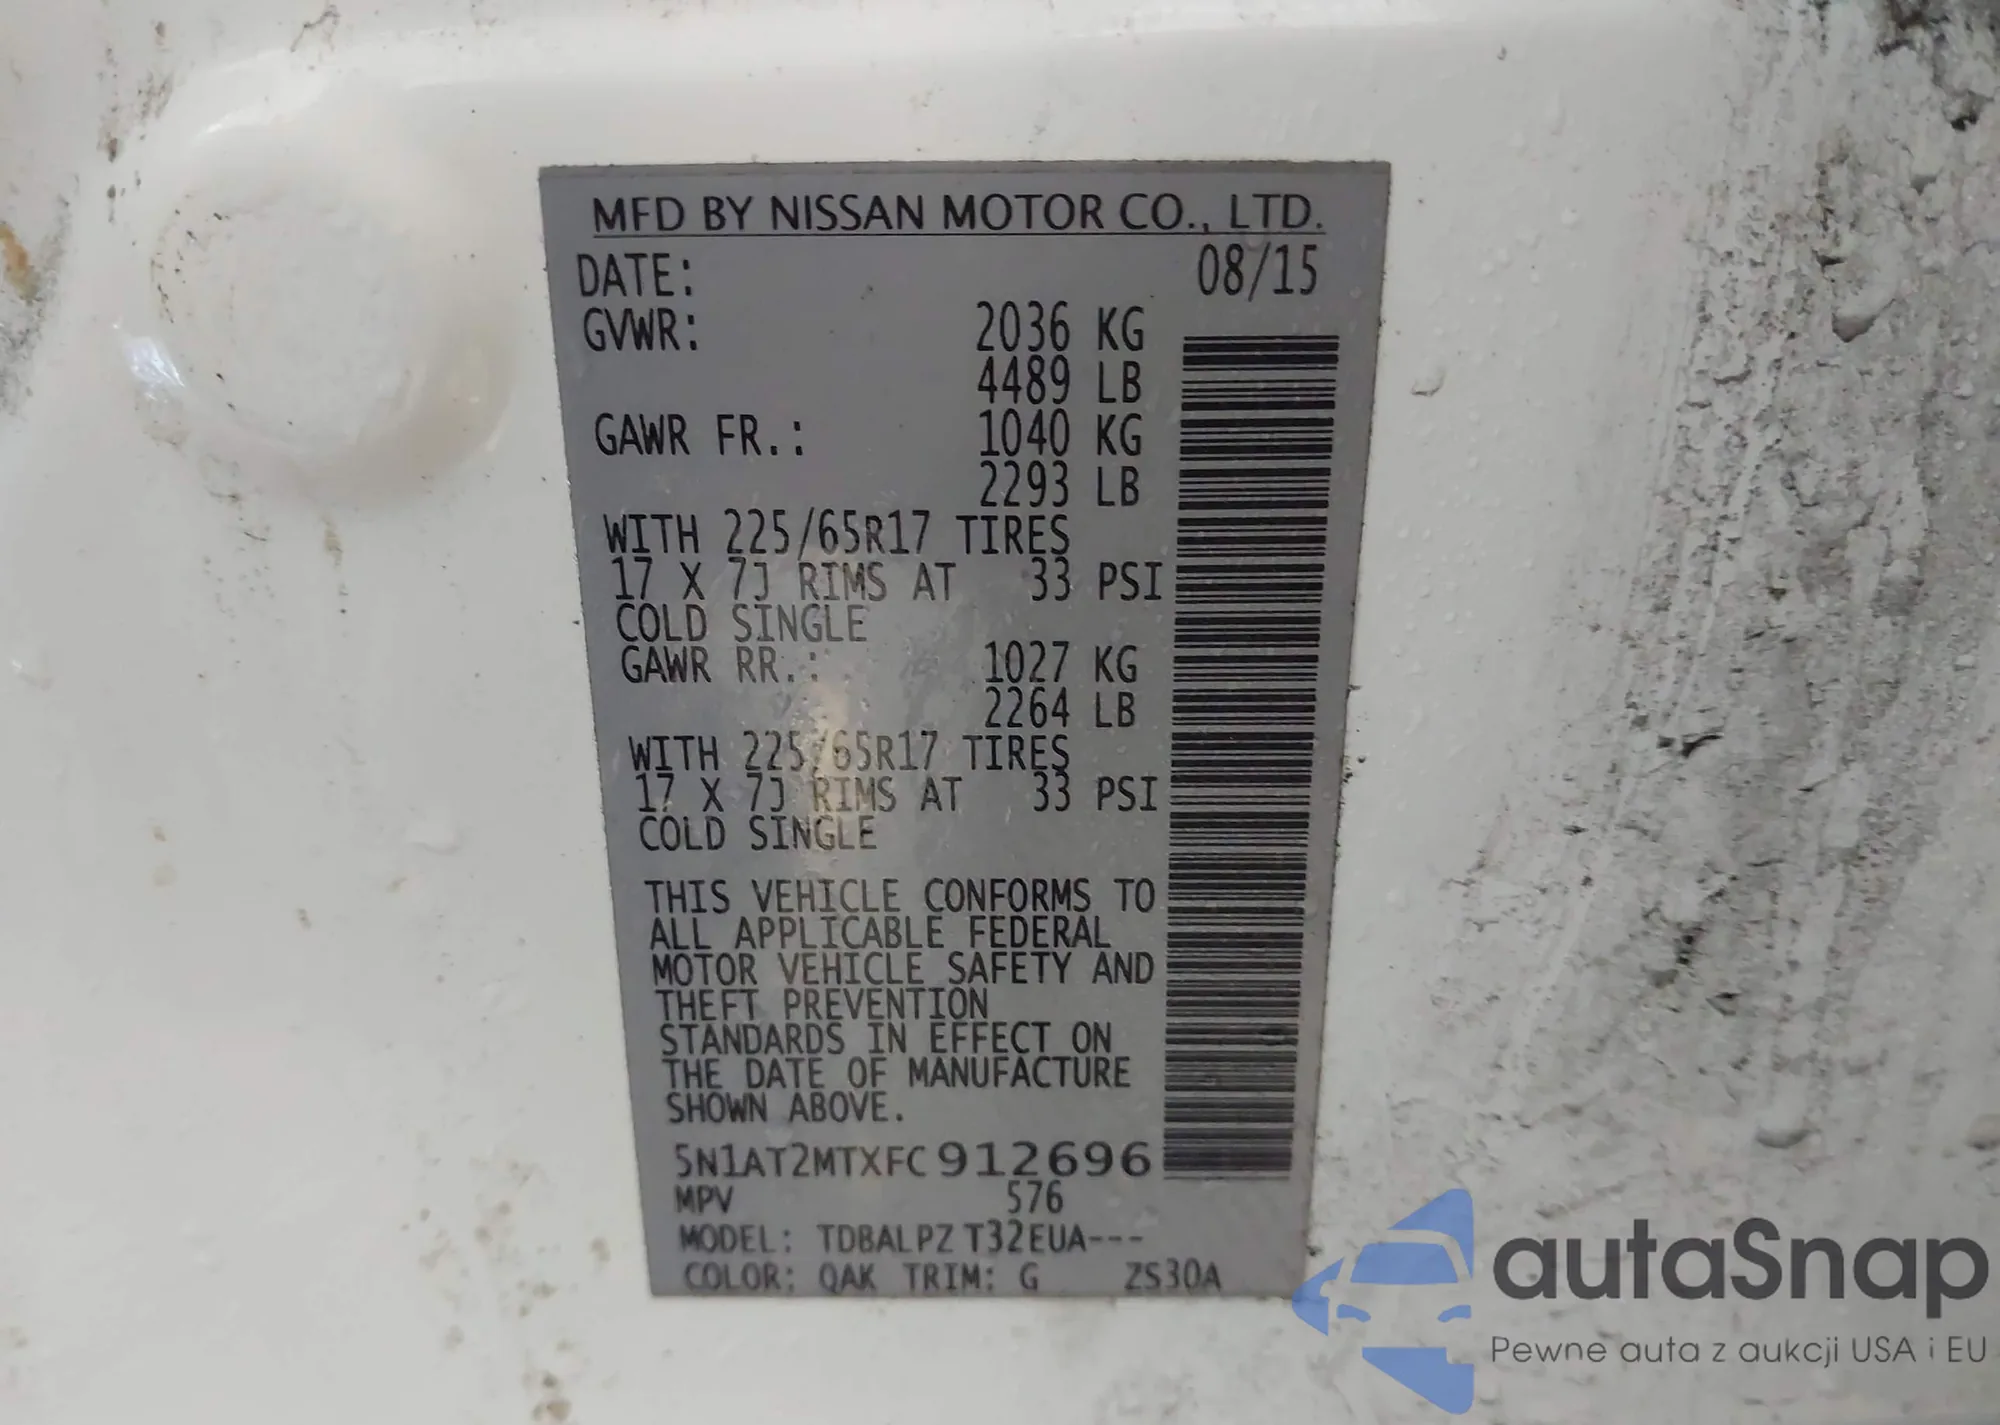 MFD BY NISSAN MOTOR CO., LTD.
DATE: 08/15
GVWR: 2036 KG
4489 LB
GAWR FR.: 1040 KG
2293 LB
WITH 225/65R17 TIRES
17 X 7J RIMS AT 33 PSI
COLD SINGLE
GAWR RR.: 1027 KG
2264 LB
WITH 225/65R17 TIRES
17 X 7J RIMS AT 33 PSI
COLD SINGLE
THIS VEHICLE CONFORMS TO
ALL APPLICABLE FEDERAL
MOTOR VEHICLE SAFETY AND
THEFT PREVENTION
STANDARDS IN EFFECT ON
THE DATE OF MANUFACTURE
SHOWN ABOVE.
5N1AT2MTXFC912696
MPV 576
MODEL: TDBALPZ T32EUA---
COLOR: QAK TRIM: G ZS30A
autaSnap
Pewne auta z aukcji USA i EU